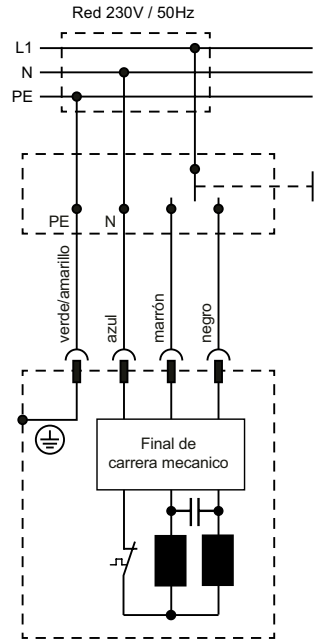 Red 230V / 50Hz
L1
N
PE
PE N
verde/amarillo
azul
marrón
negro
Final de
carrera mecanico